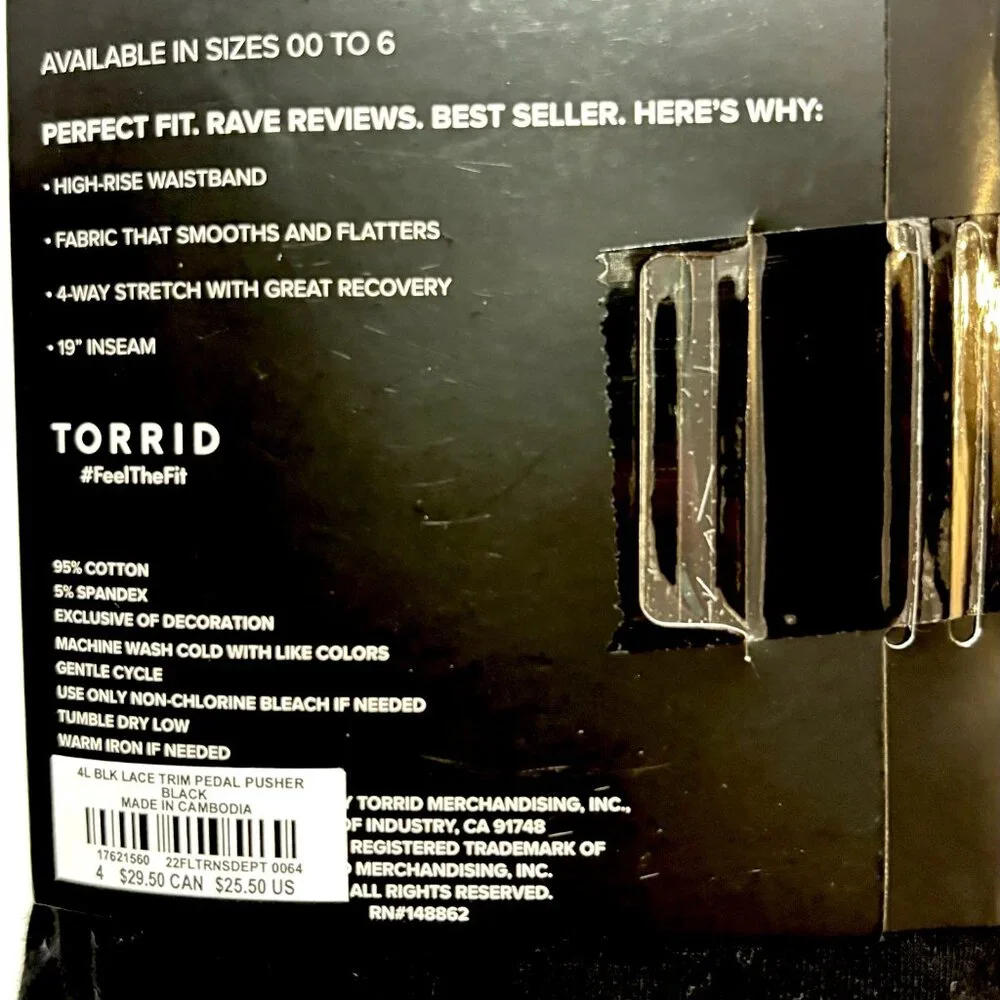 AVAILABLE IN SIZES 00 TO 6
PERFECT FIT. RAVE REVIEWS. BEST SELLER. HERE'S WHY:
• HIGH-RISE WAISTBAND
• FABRIC THAT SMOOTHS AND FLATTERS
• 4-WAY STRETCH WITH GREAT RECOVERY
• 19" INSEAM
TORRID
#FeelTheFit
95% COTTON
5% SPANDEX
EXCLUSIVE OF DECORATION
MACHINE WASH COLD WITH LIKE COLORS
GENTLE CYCLE
USE ONLY NON-CHLORINE BLEACH IF NEEDED
TUMBLE DRY LOW
WARM IRON IF NEEDED
4L BLK LACE TRIM PEDAL PUSHER
BLACK
MADE IN CAMBODIA
17621560 22FLTRNSDEPT 0064
4 $29.50 CAN $25.50 US
TORRID MERCHANDISING, INC.,
OF INDUSTRY, CA 91748
REGISTERED TRADEMARK OF
MERCHANDISING, INC.
ALL RIGHTS RESERVED.
RN#148862